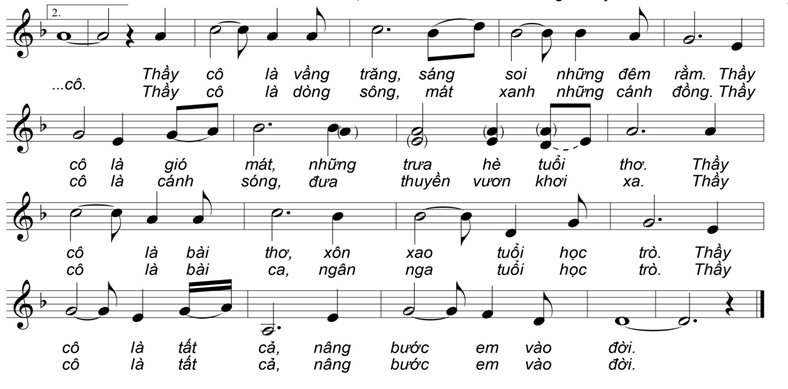 2.
...cô.
Thầy cô là vầng trăng, sáng soi những đêm rằm. Thầy
Thầy cô là dòng sông, mát xanh những cánh đồng. Thầy
cô là gió mát, những trưa hè tuổi thơ. Thầy
cô là cánh sóng, đưa thuyền vươn khơi xa. Thầy
cô là bài thơ, xôn xao tuổi học trò. Thầy
cô là bài ca, ngân nga tuổi học trò. Thầy
cô là tất cả, nâng bước em vào đời.
cô là tất cả, nâng bước em vào đời.